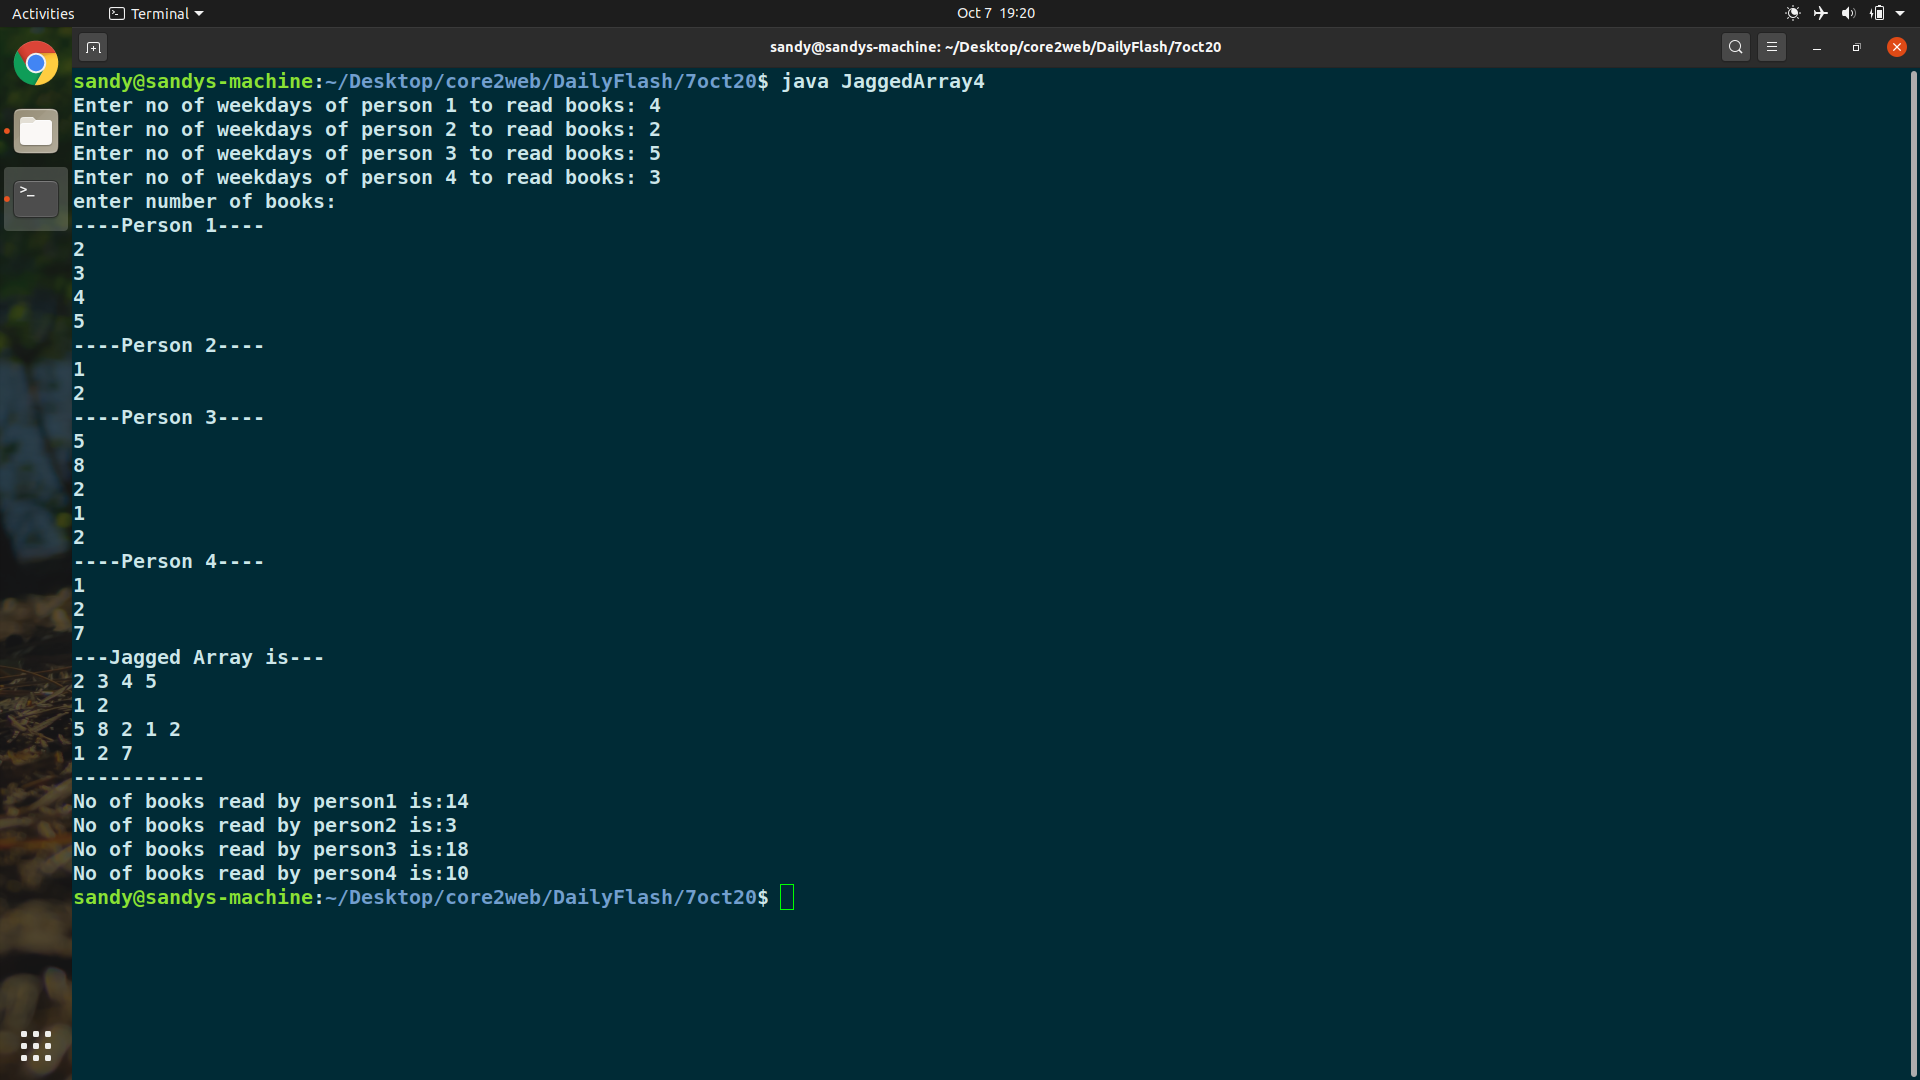 Activities Terminal Oct 7 19:20
sandy@sandys-machine: ~/Desktop/core2web/DailyFlash/7oct20
sandy@sandys-machine:~/Desktop/core2web/DailyFlash/7oct20$ java JaggedArray4
Enter no of weekdays of person 1 to read books: 4
Enter no of weekdays of person 2 to read books: 2
Enter no of weekdays of person 3 to read books: 5
Enter no of weekdays of person 4 to read books: 3
enter number of books:
----Person 1----
2
3
4
5
----Person 2----
1
2
----Person 3----
5
8
2
1
2
----Person 4----
1
2
7
---Jagged Array is---
2 3 4 5
1 2
5 8 2 1 2
1 2 7
-----------
No of books read by person1 is:14
No of books read by person2 is:3
No of books read by person3 is:18
No of books read by person4 is:10
sandy@sandys-machine:~/Desktop/core2web/DailyFlash/7oct20$